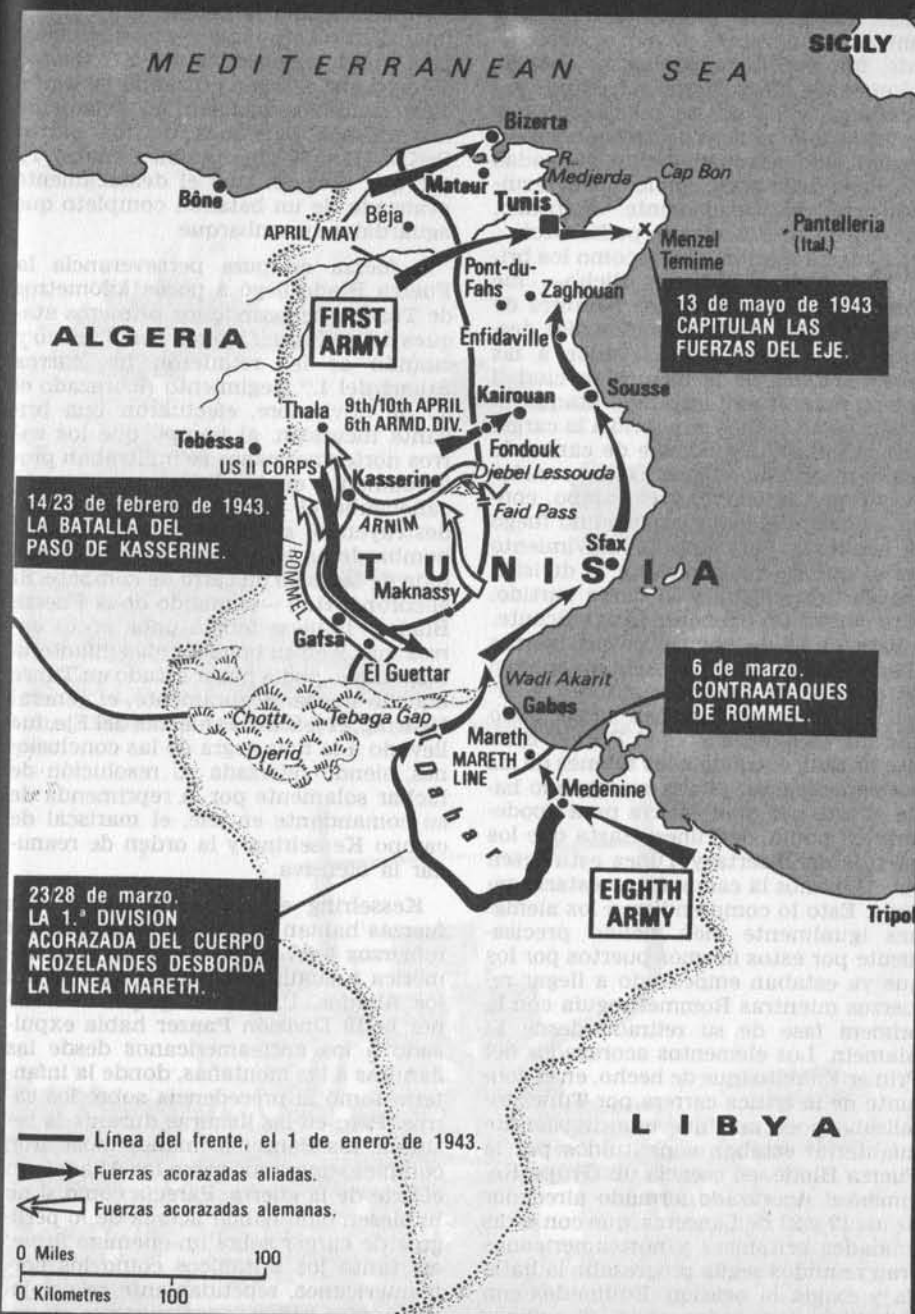 SICILY
MEDITERRANEAN SEA
Bizerta
Mateur
R. Medjerda
Cap Bon
Bône
Béja
Tunis
APRIL/MAY
Menzel
Temime
Pantelleria
(Ital.)
Pont-du-
Fahs
Zaghouan
ALGERIA
FIRST
ARMY
Enfidaville
13 de mayo de 1943
CAPITULAN LAS
FUERZAS DEL EJE.
Thala
9th/10th APRIL
6th ARMD. DIV.
Kairouan
Sousse
Tebéssa
US II CORPS
Fondouk
Djebel Lessouda
Kasserine
Faid Pass
14/23 de febrero de 1943.
LA BATALLA DEL
PASO DE KASSERINE.
ARNIM
ROMMEL
Sfax
TUNISIA
Maknassy
Gafsa
El Guettar
Wadi Akarit
6 de marzo.
CONTRAATAQUES
DE ROMMEL.
Chott
Djerid
Tebaga Gap
Gabes
Mareth
MARETH
LINE
J. Daha
Medenine
23/28 de marzo.
LA 1.ª DIVISION
ACORAZADA DEL CUERPO
NEOZELANDES DESBORDA
LA LINEA MARETH.
EIGHTH
ARMY
Tripol
LIBYA
Línea del frente, el 1 de enero de 1943.
Fuerzas acorazadas aliadas.
Fuerzas acorazadas alemanas.
0 Miles 100
0 Kilometres 100